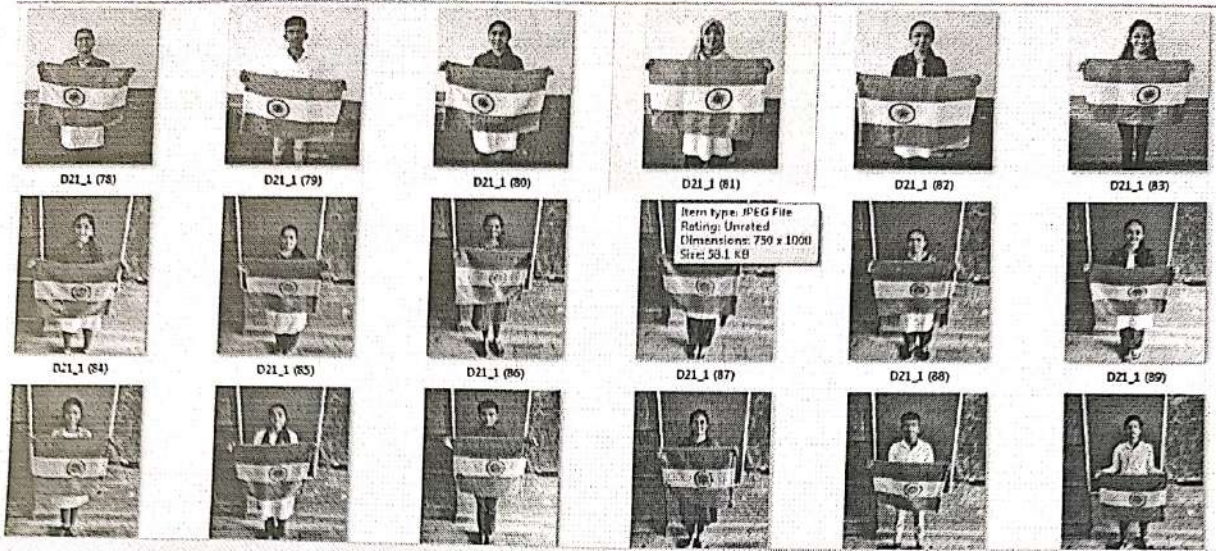 D21_1 (78)
D21_1 (79)
D21_1 (80)
D21_1 (81)
D21_1 (82)
D21_1 (83)
Item type: JPEG File
Rating: Unrated
Dimensions: 750 x 1000
Size: 58.1 KB
D21_1 (84)
D21_1 (85)
D21_1 (86)
D21_1 (87)
D21_1 (88)
D21_1 (89)